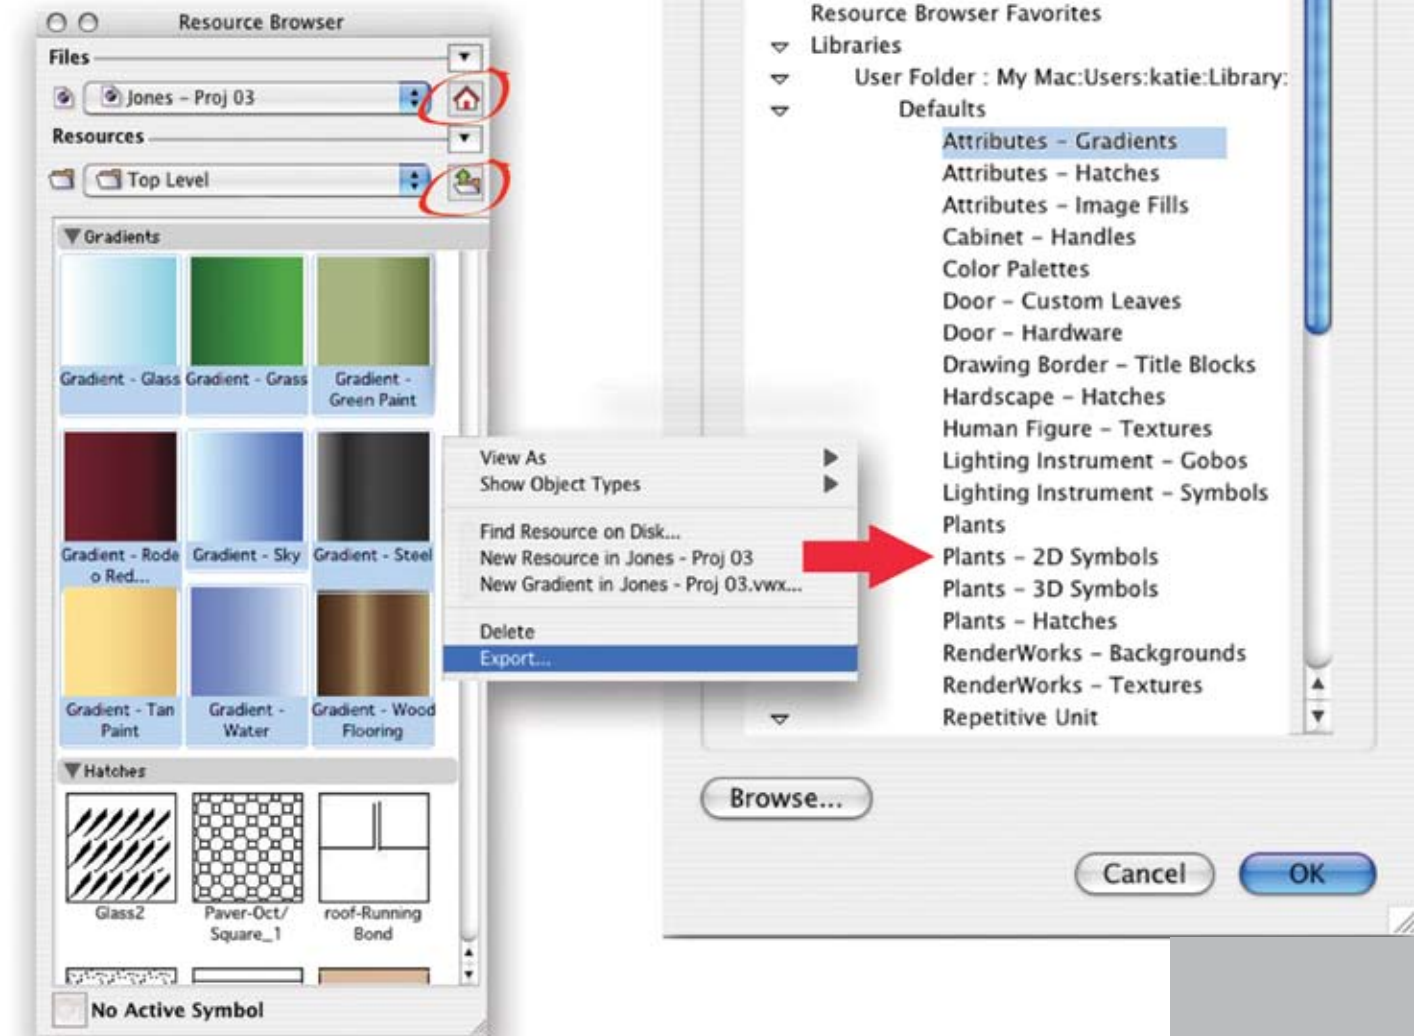 Resource Browser
Files
Jones - Proj 03
Resources
Top Level
Gradients
Gradient - Glass
Gradient - Grass
Gradient -
Green Paint
Gradient - Rode
o Red...
Gradient - Sky
Gradient - Steel
Gradient - Tan
Paint
Gradient -
Water
Gradient - Wood
Flooring
Hatches
Glass2
Paver-Oct/
Square_1
roof-Running
Bond
No Active Symbol
View As
Show Object Types
Find Resource on Disk...
New Resource in Jones - Proj 03
New Gradient in Jones - Proj 03.vwx...
Delete
Export...
Resource Browser Favorites
Libraries
User Folder : My Mac:Users:katie:Library:
Defaults
Attributes - Gradients
Attributes - Hatches
Attributes - Image Fills
Cabinet - Handles
Color Palettes
Door - Custom Leaves
Door - Hardware
Drawing Border - Title Blocks
Hardscape - Hatches
Human Figure - Textures
Lighting Instrument - Gobos
Lighting Instrument - Symbols
Plants
Plants - 2D Symbols
Plants - 3D Symbols
Plants - Hatches
RenderWorks - Backgrounds
RenderWorks - Textures
Repetitive Unit
Browse...
Cancel
OK